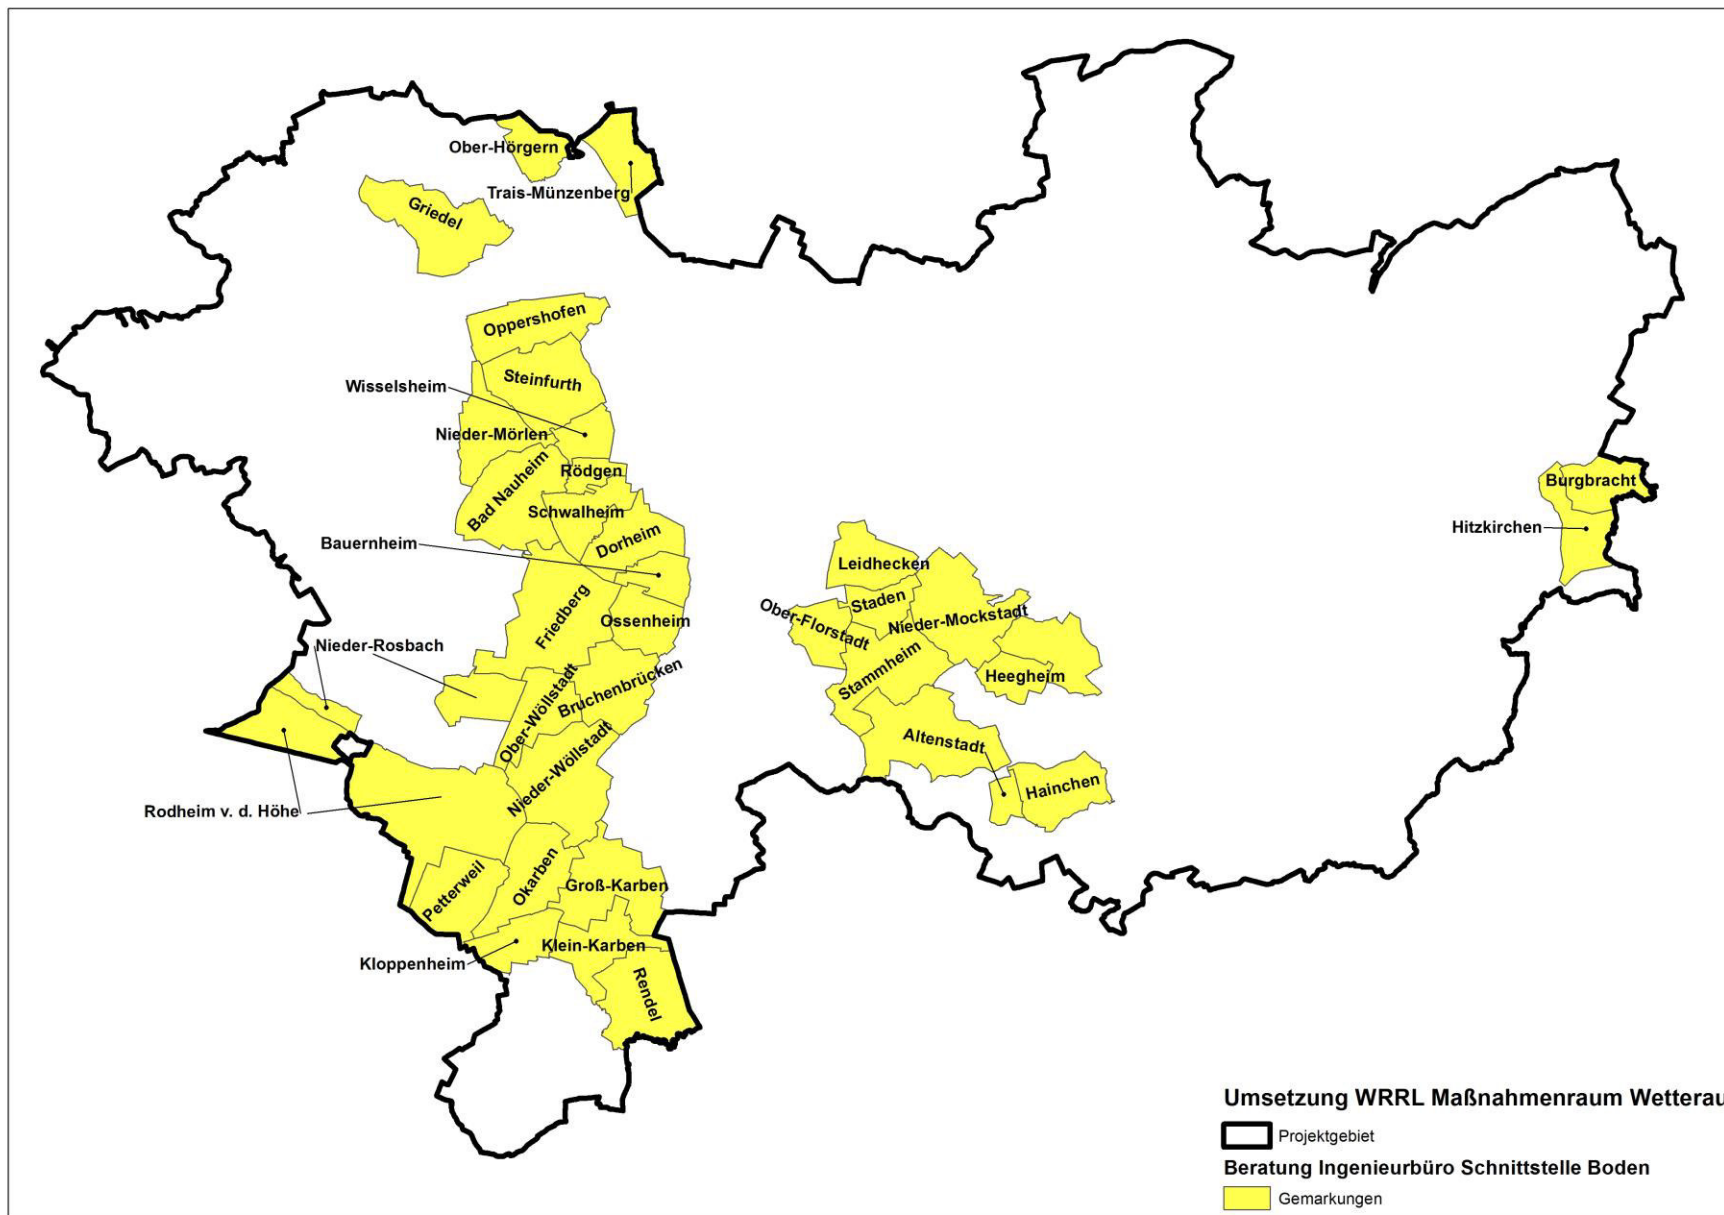 Ober-Hörgern
Trais-Münzenberg
Griedel
Oppershofen
Steinfurth
Wisselsheim
Nieder-Mörlen
Rödgen
Bad Nauheim
Schwalheim
Dorheim
Bauernheim
Friedberg
Ossenheim
Nieder-Rosbach
Ober-Wöllstadt
Bruchenbrücken
Nieder-Wöllstadt
Rodheim v. d. Höhe
Petterweil
Okarben
Groß-Karben
Klein-Karben
Kloppenheim
Rendel
Leidhecken
Staden
Ober-Florstadt
Nieder-Mockstadt
Stammheim
Heegheim
Altenstadt
Hainchen
Burgbracht
Hitzkirchen
Umsetzung WRRL Maßnahmenraum Wetterau
Projektgebiet
Beratung Ingenieurbüro Schnittstelle Boden
Gemarkungen